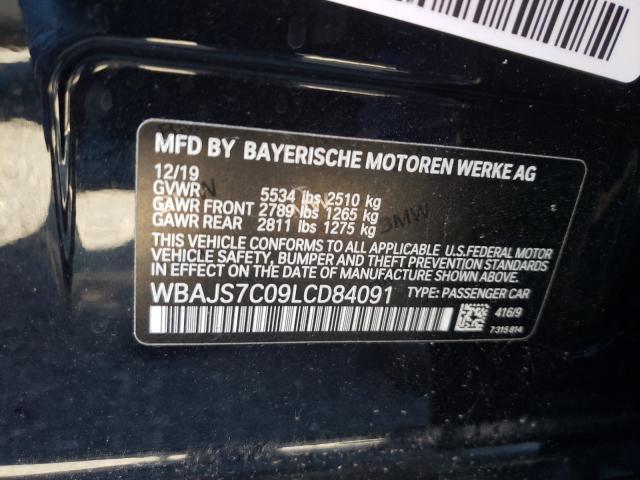 MFD BY BAYERISCHE MOTOREN WERKE AG
12/19
GVWR 5534 lbs 2510 kg
GAWR FRONT 2789 lbs 1265 kg
GAWR REAR 2811 lbs 1275 kg
THIS VEHICLE CONFORMS TO ALL APPLICABLE U.S.FEDERAL MOTOR
VEHICLE SAFETY, BUMPER, AND THEFT PREVENTION STANDARDS
IN EFFECT ON THE DATE OF MANUFACTURE SHOWN ABOVE.
WBAJS7C09LCD84091 TYPE: PASSENGER CAR
416/9
7315814
BMW